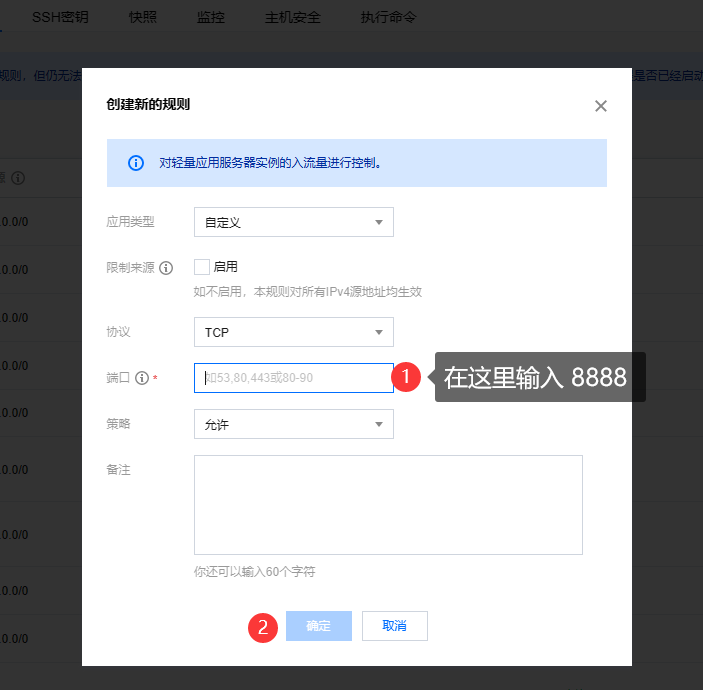 SSH密钥 快照 监控 主机安全 执行命令
规则，但仍无法
是否已经启动
创建新的规则
对轻量应用服务器实例的入流量进行控制。
源
.0.0/0
应用类型 自定义
.0.0/0
限制来源 启用
如不启用，本规则对所有IPv4源地址均生效
.0.0/0
协议 TCP
.0.0/0
端口 * 如53,80,443或80-90 1 在这里输入 8888
.0.0/0
策略 允许
.0.0/0
备注
.0.0/0
你还可以输入60个字符
.0.0/0
2 确定 取消
.0.0/0